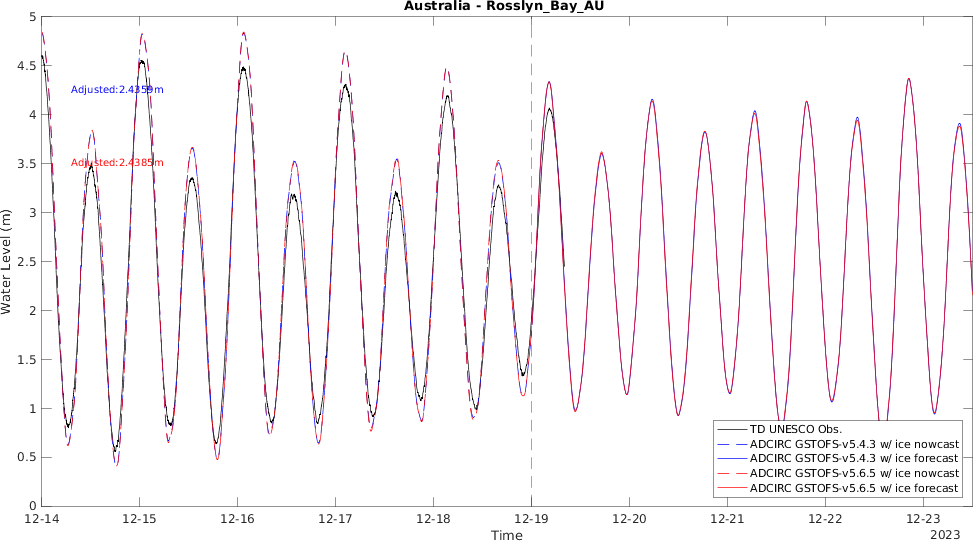 Australia - Rosslyn_Bay_AU
5
4.5
Adjusted:2.4359m
4
3.5
Adjusted:2.4385m
3
Water Level (m)
2.5
2
1.5
1
0.5
0
TD UNESCO Obs.
ADCIRC GSTOFS-v5.4.3 w/ ice nowcast
ADCIRC GSTOFS-v5.4.3 w/ ice forecast
ADCIRC GSTOFS-v5.6.5 w/ ice nowcast
ADCIRC GSTOFS-v5.6.5 w/ ice forecast
12-14 12-15 12-16 12-17 12-18 12-19 12-20 12-21 12-22 12-23
Time
2023